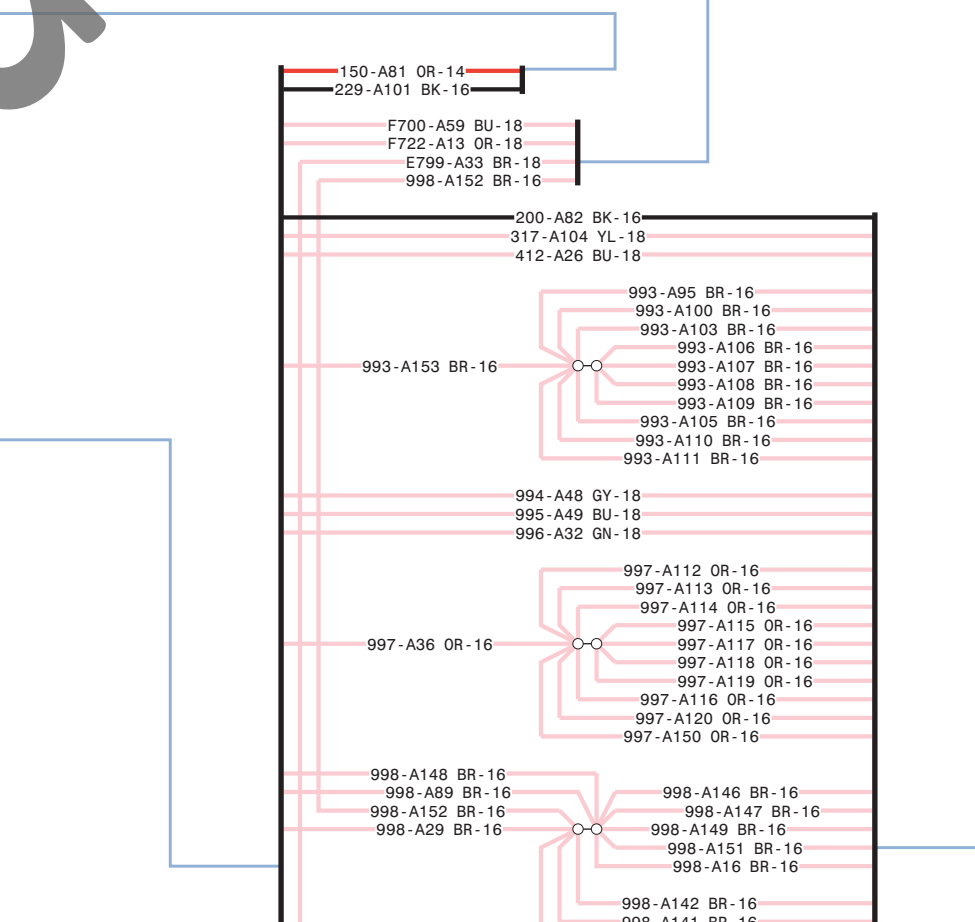 150-A81 OR-14
229-A101 BK-16
F700-A59 BU-18
F722-A13 OR-18
E799-A33 BR-18
998-A152 BR-16
200-A82 BK-16
317-A104 YL-18
412-A26 BU-18
993-A95 BR-16
993-A100 BR-16
993-A103 BR-16
993-A106 BR-16
993-A153 BR-16
993-A107 BR-16
993-A108 BR-16
993-A109 BR-16
993-A105 BR-16
993-A110 BR-16
993-A111 BR-16
994-A48 GY-18
995-A49 BU-18
996-A32 GN-18
997-A112 OR-16
997-A113 OR-16
997-A114 OR-16
997-A115 OR-16
997-A36 OR-16
997-A117 OR-16
997-A118 OR-16
997-A119 OR-16
997-A116 OR-16
997-A120 OR-16
997-A150 OR-16
998-A148 BR-16
998-A89 BR-16
998-A146 BR-16
998-A152 BR-16
998-A147 BR-16
998-A29 BR-16
998-A149 BR-16
998-A151 BR-16
998-A16 BR-16
998-A142 BR-16
998-A141 BR-16